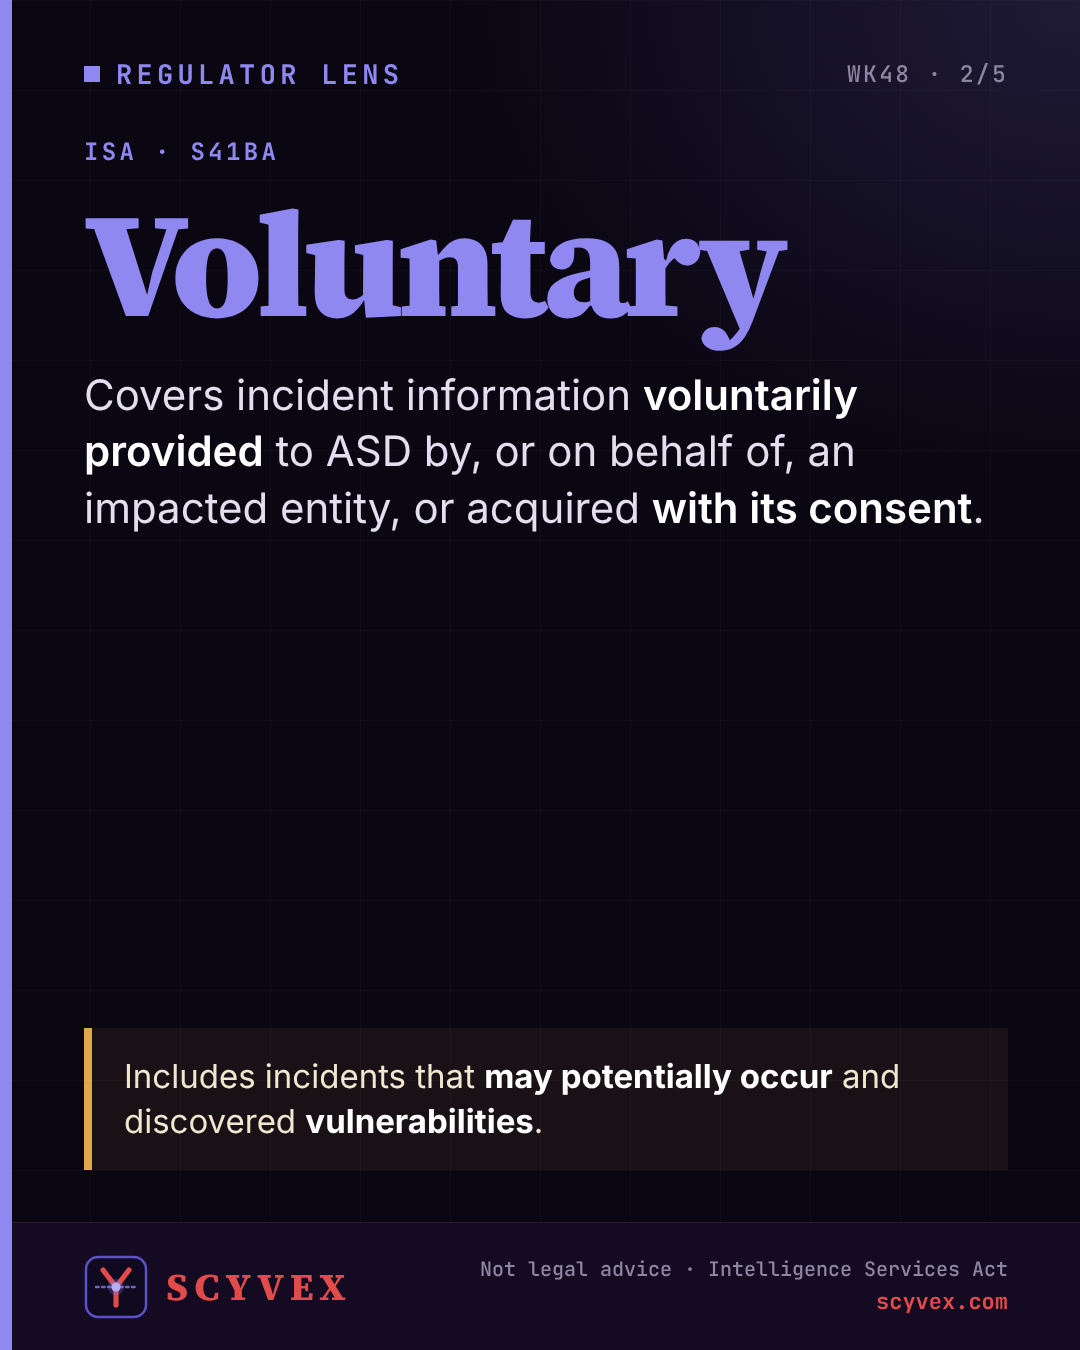 REGULATOR LENS
WK48 · 2/5
ISA · S41BA
Voluntary
Covers incident information voluntarily
provided to ASD by, or on behalf of, an
impacted entity, or acquired with its consent.
Includes incidents that may potentially occur and
discovered vulnerabilities.
SCYVEX
Not legal advice · Intelligence Services Act
scyvex.com